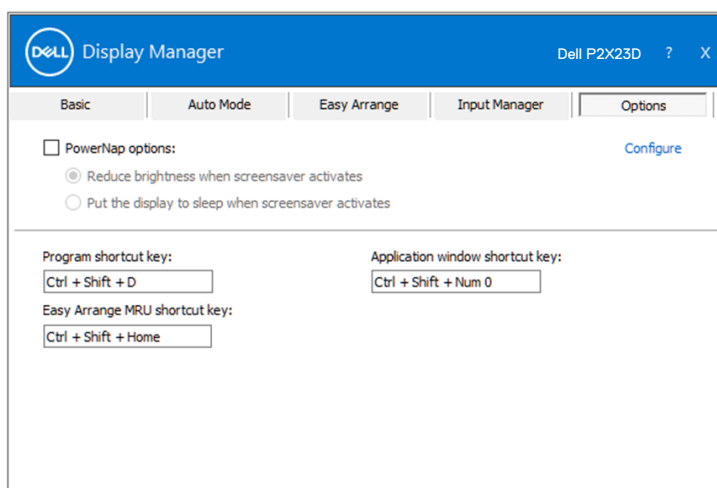 DELL Display Manager Dell P2X23D ? X
Basic Auto Mode Easy Arrange Input Manager Options
PowerNap options: Configure
Reduce brightness when screensaver activates
Put the display to sleep when screensaver activates
Program shortcut key: Application window shortcut key:
Ctrl + Shift + D Ctrl + Shift + Num 0
Easy Arrange MRU shortcut key:
Ctrl + Shift + Home